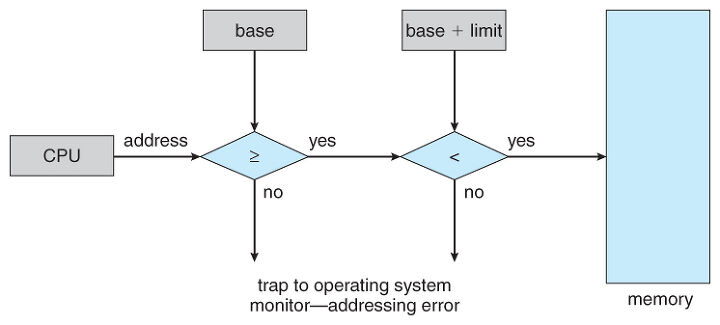 base
base + limit
CPU
address
≥
yes
<
yes
no
no
trap to operating system
monitor—addressing error
memory